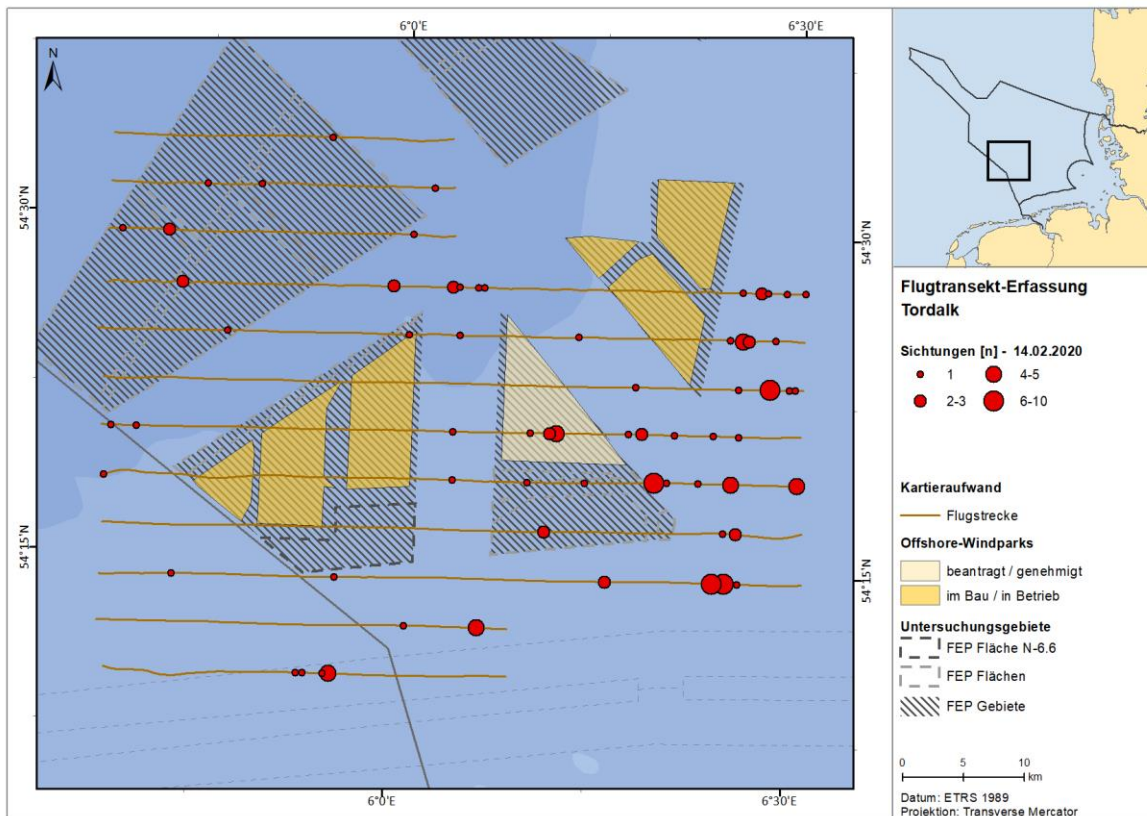 6°0'E
6°30'E
N
54°30'N
54°30'N
54°15'N
54°15'N
6°0'E
6°30'E
Flugtransekt-Erfassung
Tordalk
Sichtungen [n] - 14.02.2020
1
4-5
2-3
6-10
Kartieraufwand
Flugstrecke
Offshore-Windparks
beantragt / genehmigt
im Bau / in Betrieb
Untersuchungsgebiete
FEP Fläche N-6.6
FEP Flächen
FEP Gebiete
0 5 10
km
Datum: ETRS 1989
Projektion: Transverse Mercator